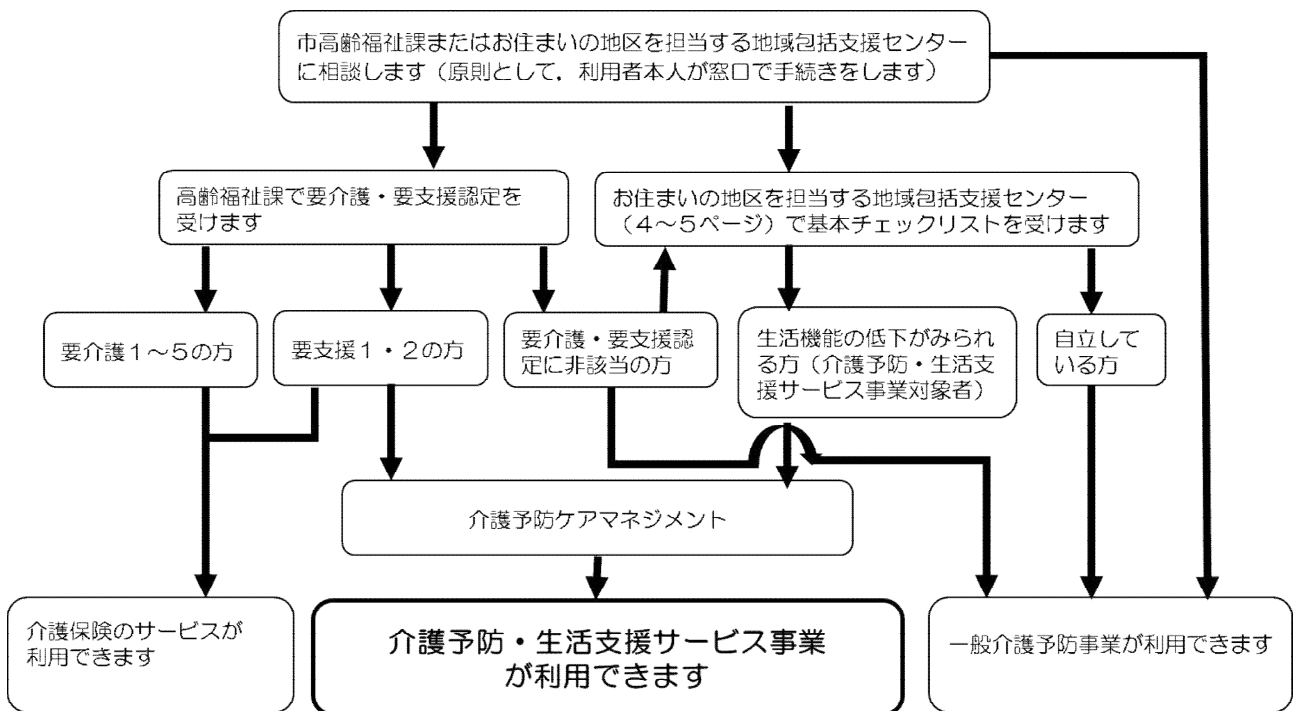 市高齢福祉課またはお住まいの地区を担当する地域包括支援センター
に相談します（原則として，利用者本人が窓口で手続きをします）
高齢福祉課で要介護・要支援認定を
受けます
お住まいの地区を担当する地域包括支援センター
（４～５ページ）で基本チェックリストを受けます
要介護１～５の方
要支援１・２の方
要介護・要支援認
定に非該当の方
生活機能の低下がみられ
る方（介護予防・生活支
援サービス事業対象者）
自立して
いる方
介護予防ケアマネジメント
介護保険のサービスが
利用できます
介護予防・生活支援サービス事業
が利用できます
一般介護予防事業が利用できます